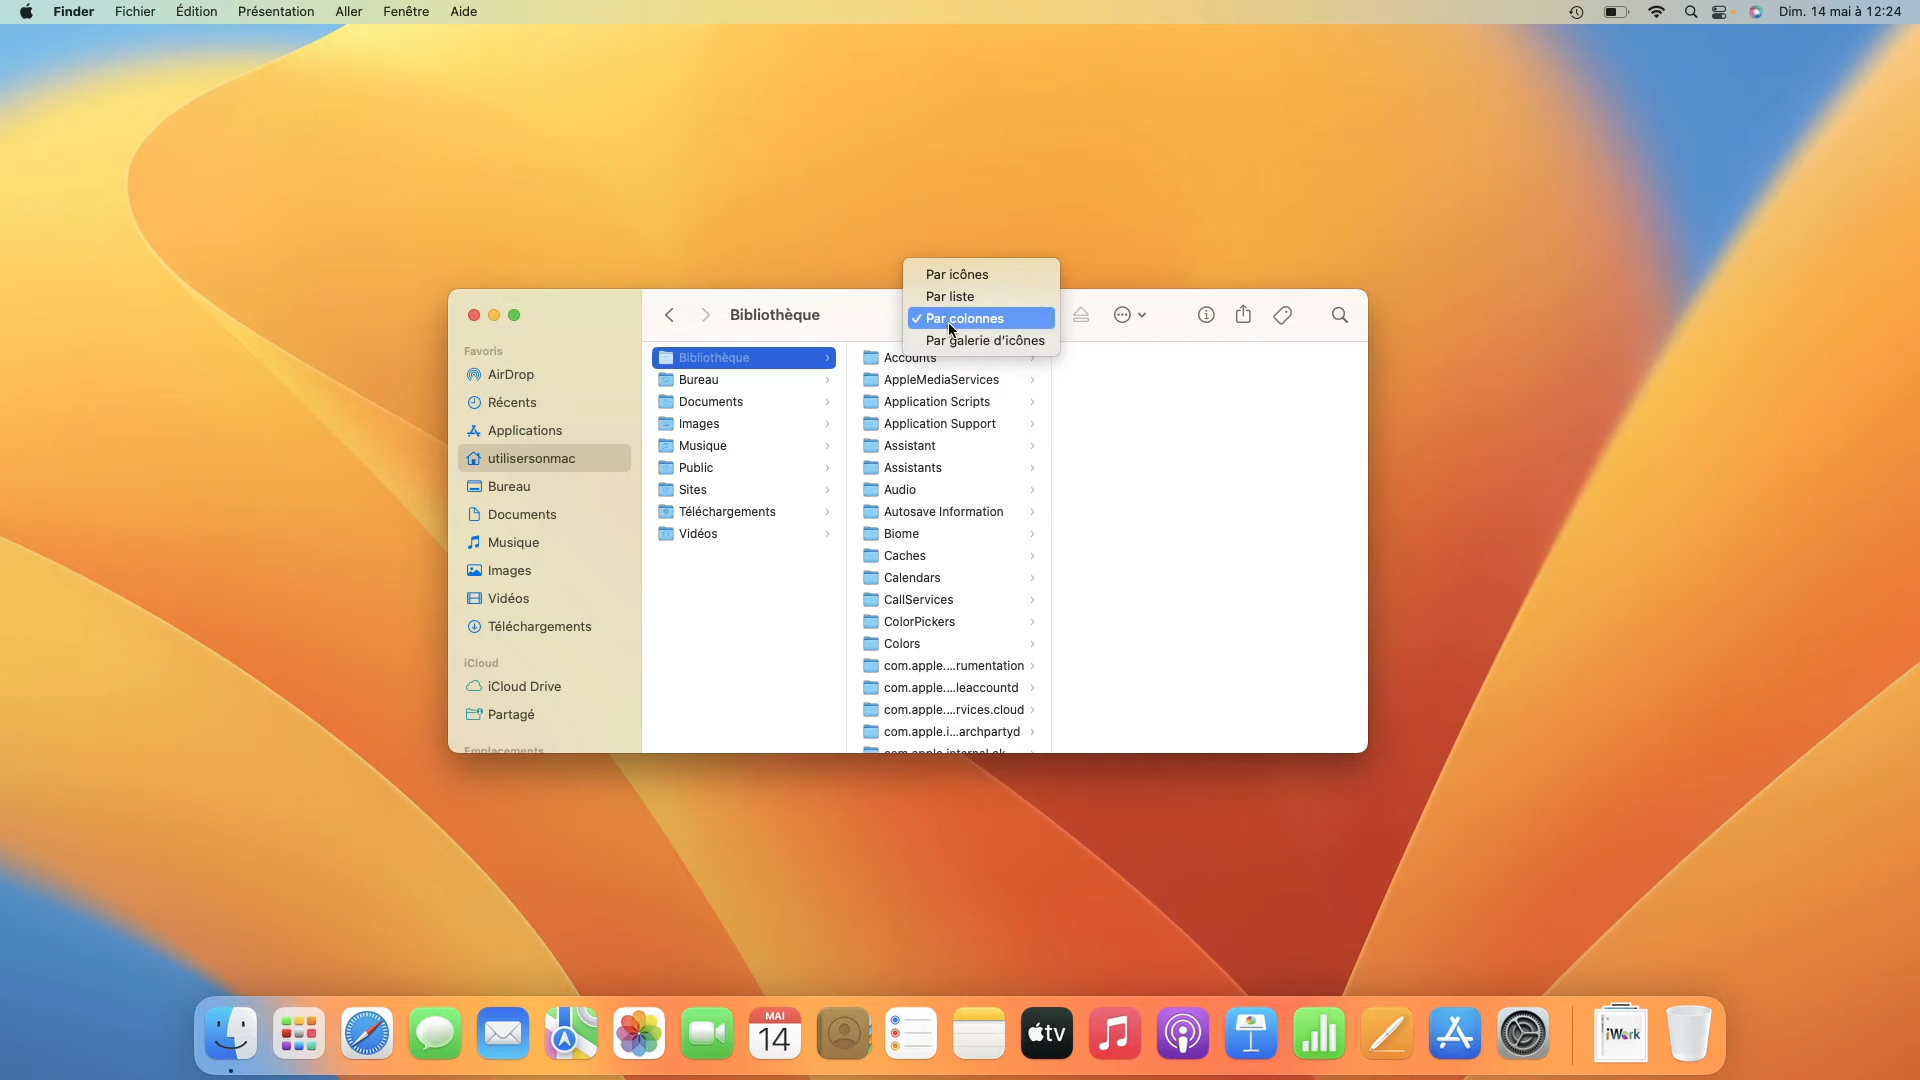 Finder Fichier Édition Présentation Aller Fenêtre Aide
Dim. 14 mai à 12:24
Par icônes
Par liste
Par colonnes
Par galerie d'icônes
Bibliothèque
Favoris
AirDrop
Récents
Applications
utilisersonmac
Bureau
Documents
Musique
Images
Vidéos
Téléchargements
iCloud
iCloud Drive
Partagé
Emplacements
Bibliothèque
Bureau
Documents
Images
Musique
Public
Sites
Téléchargements
Vidéos
Accounts
AppleMediaServices
Application Scripts
Application Support
Assistant
Assistants
Audio
Autosave Information
Biome
Caches
Calendars
CallServices
ColorPickers
Colors
com.apple....rumentation
com.apple....leaccountd
com.apple....rvices.cloud
com.apple.i...archpartyd
MAI
14
tv
iWork